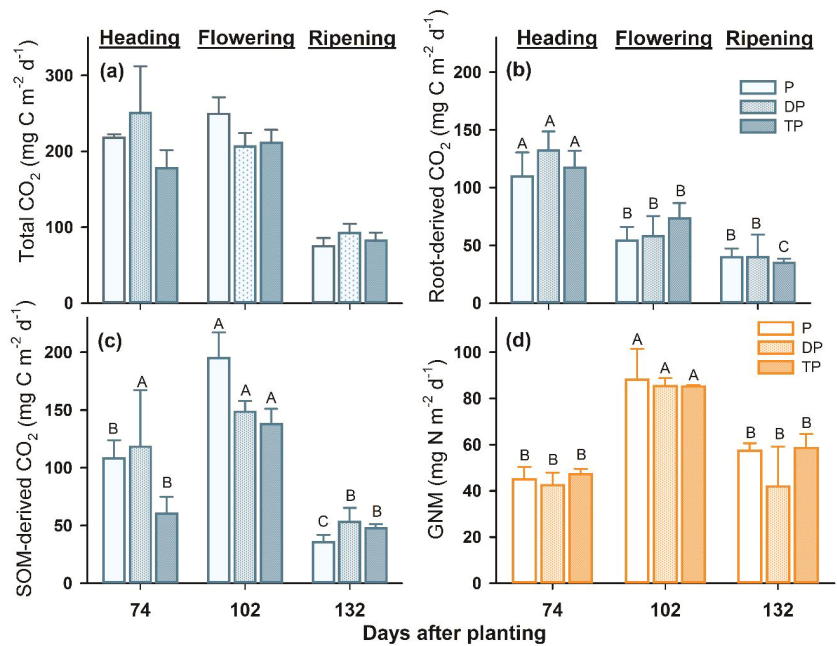 Heading Flowering Ripening
(a)
Total CO2 (mg C m-2 d-1)
300
200
100
0
Heading Flowering Ripening
(b)
Root-derived CO2 (mg C m-2 d-1)
200
150
100
50
0
P
DP
TP
A A A
B B B
B B C
(c)
SOM-derived CO2 (mg C m-2 d-1)
200
150
100
50
0
B A B
A A A
C B B
74 102 132
(d)
GNM (mg N m-2 d-1)
100
80
60
40
20
0
P
DP
TP
B B B
A A A
B B B
74 102 132
Days after planting